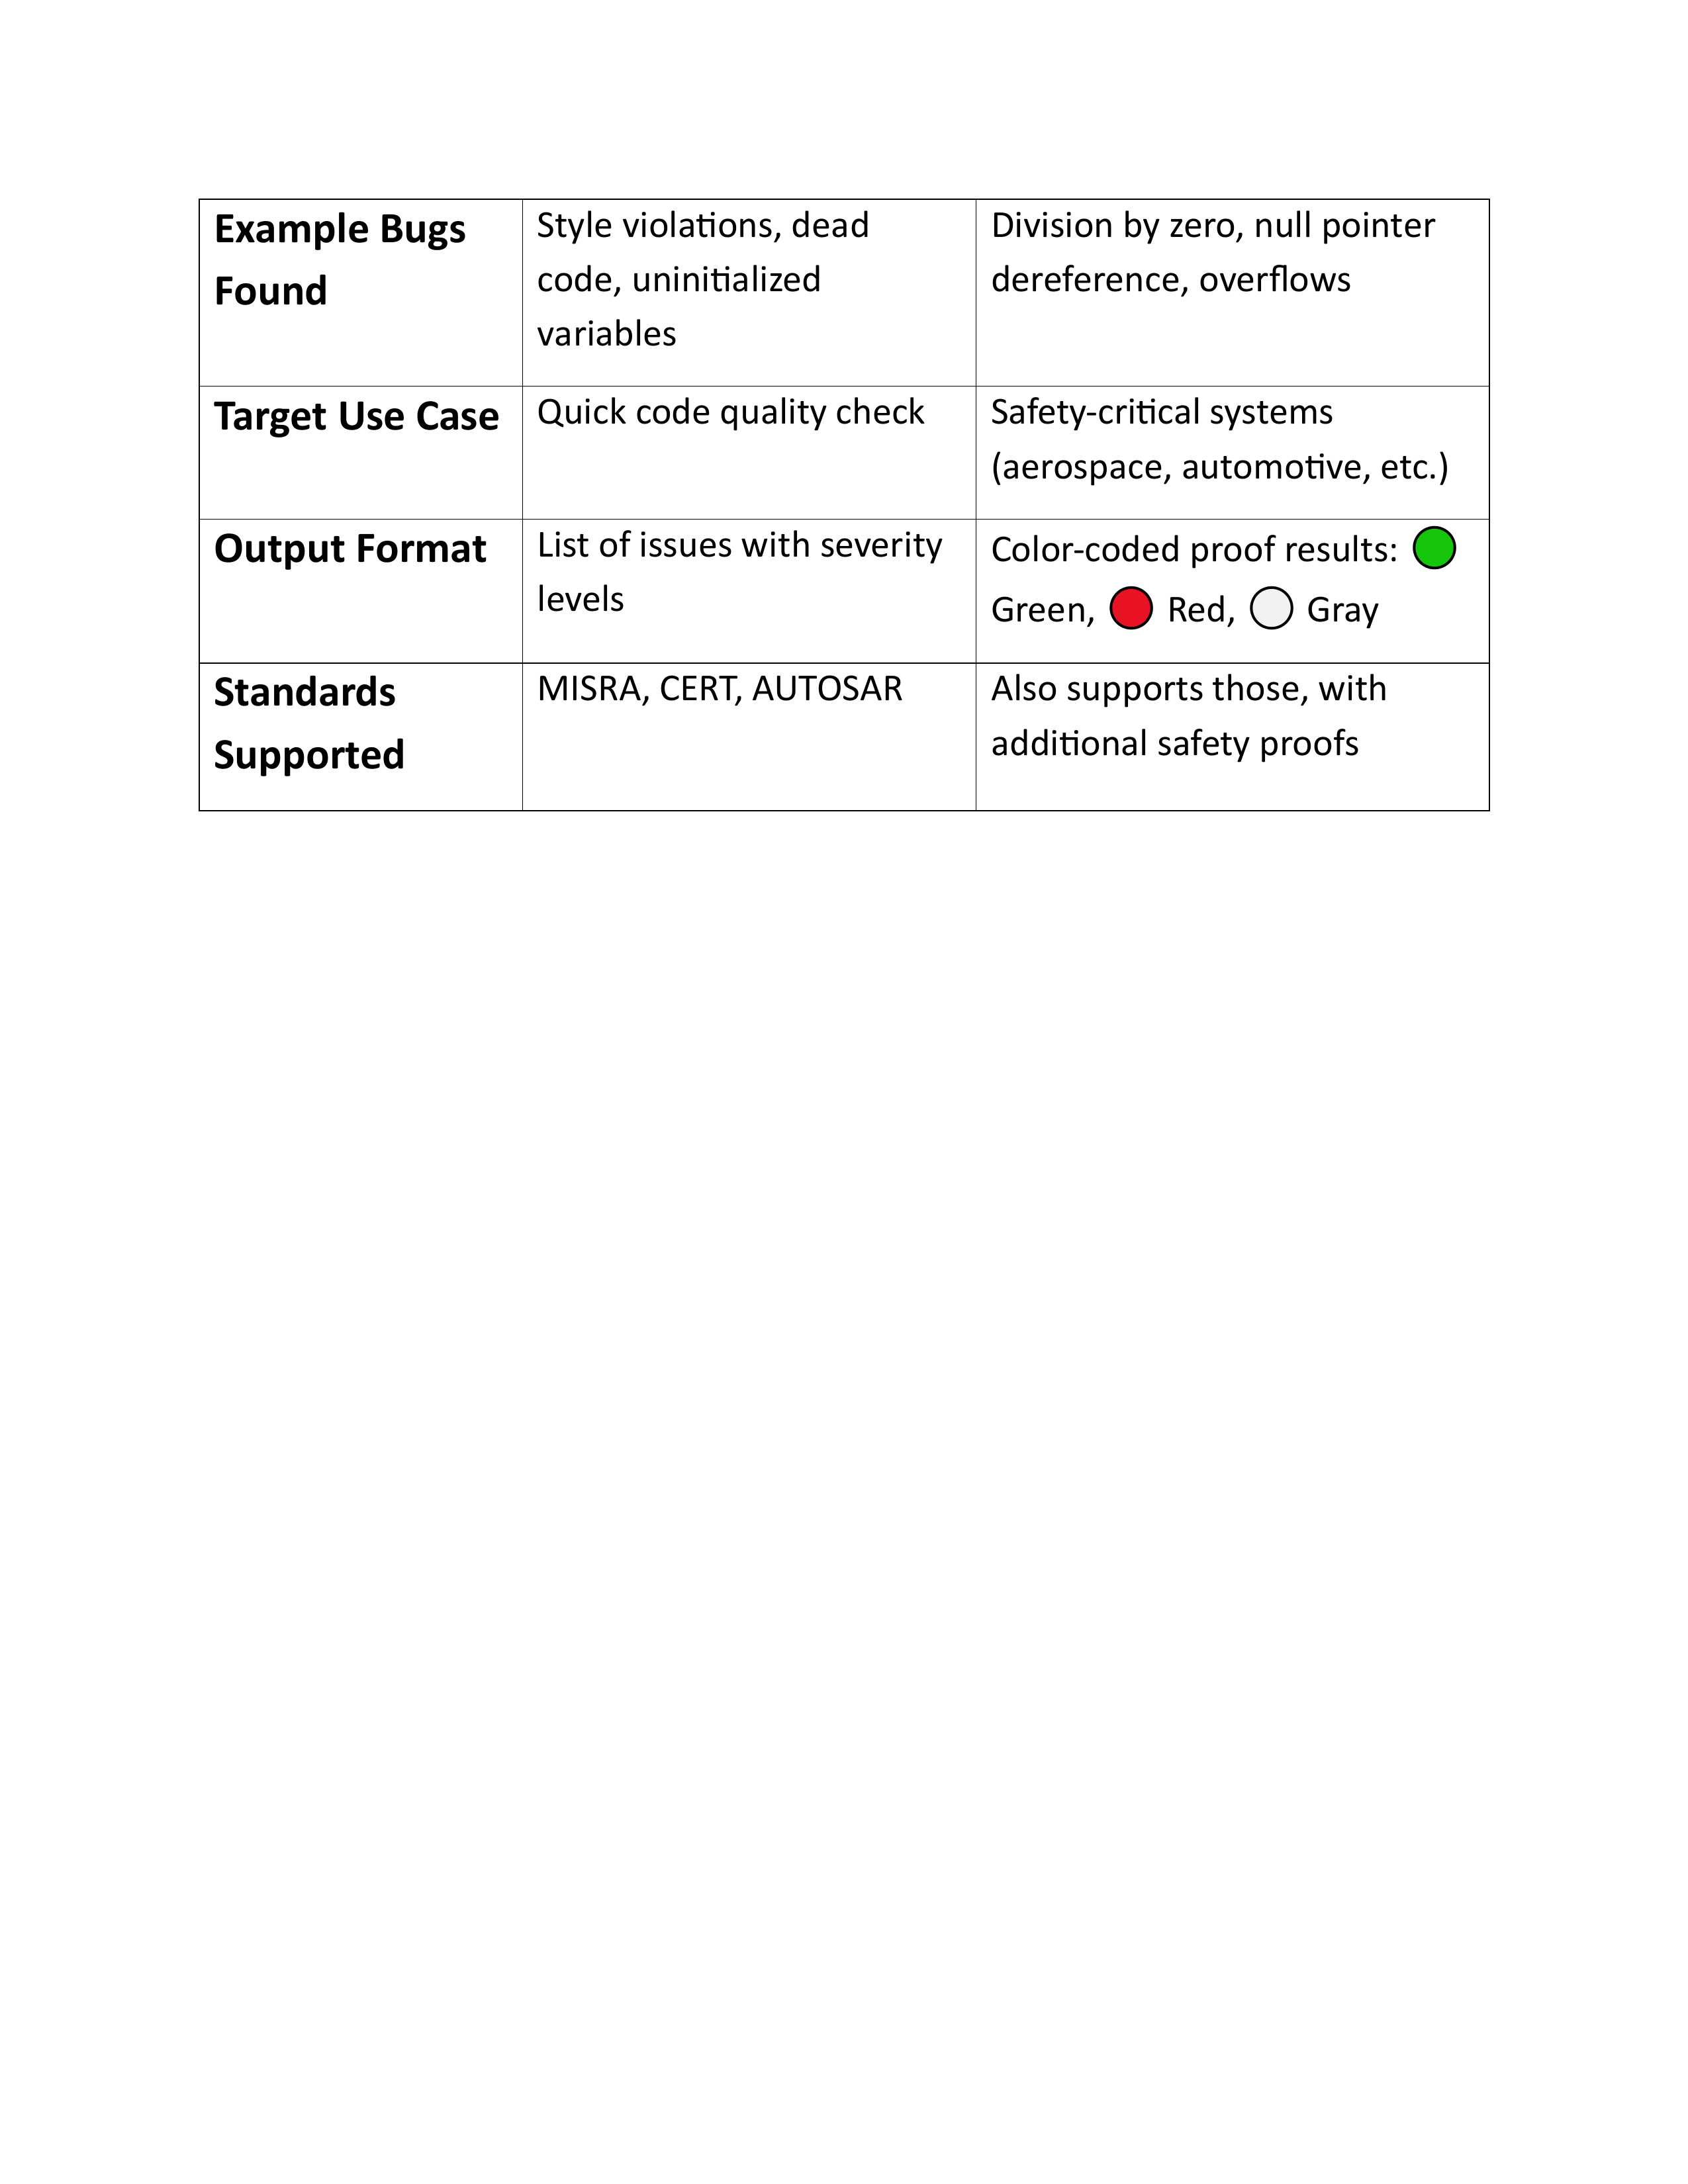 Example Bugs
Found
Style violations, dead
code, uninitialized
variables
Division by zero, null pointer
dereference, overflows
Target Use Case
Quick code quality check
Safety-critical systems
(aerospace, automotive, etc.)
Output Format
List of issues with severity
levels
Color-coded proof results:
Green, Red, Gray
Standards
Supported
MISRA, CERT, AUTOSAR
Also supports those, with
additional safety proofs